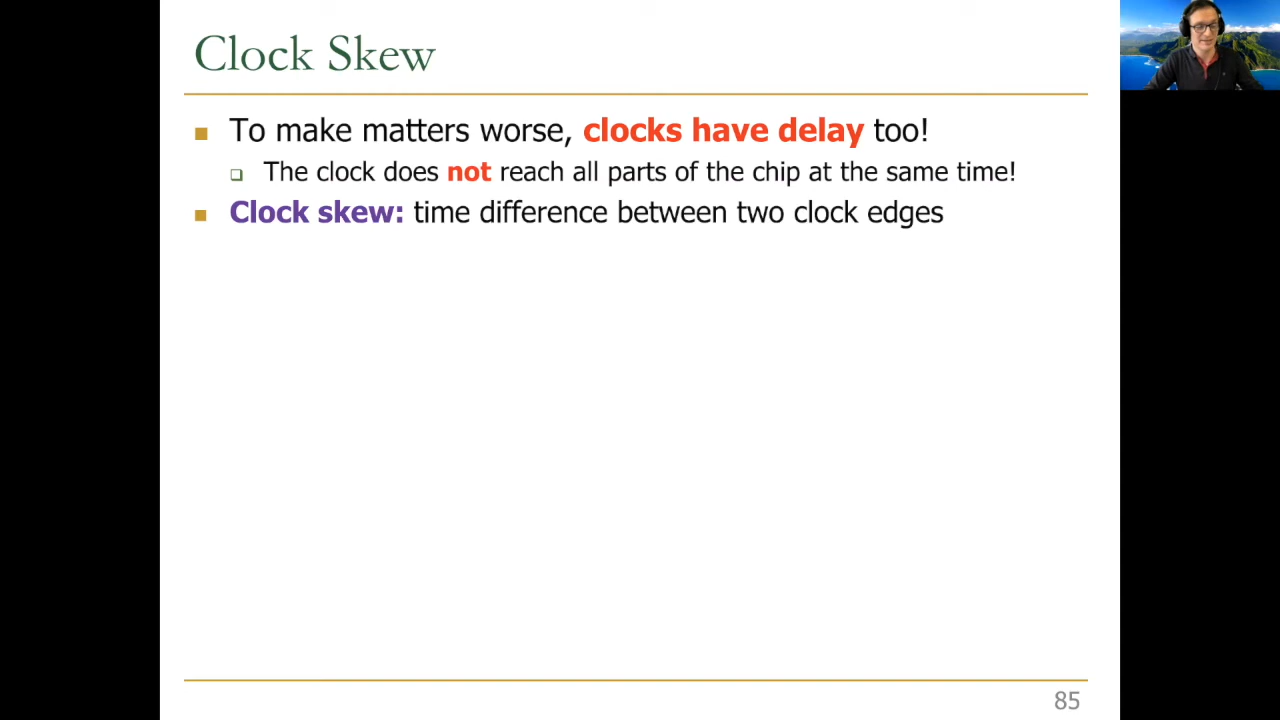 Clock Skew
To make matters worse, clocks have delay too!
The clock does not reach all parts of the chip at the same time!
Clock skew: time difference between two clock edges
85